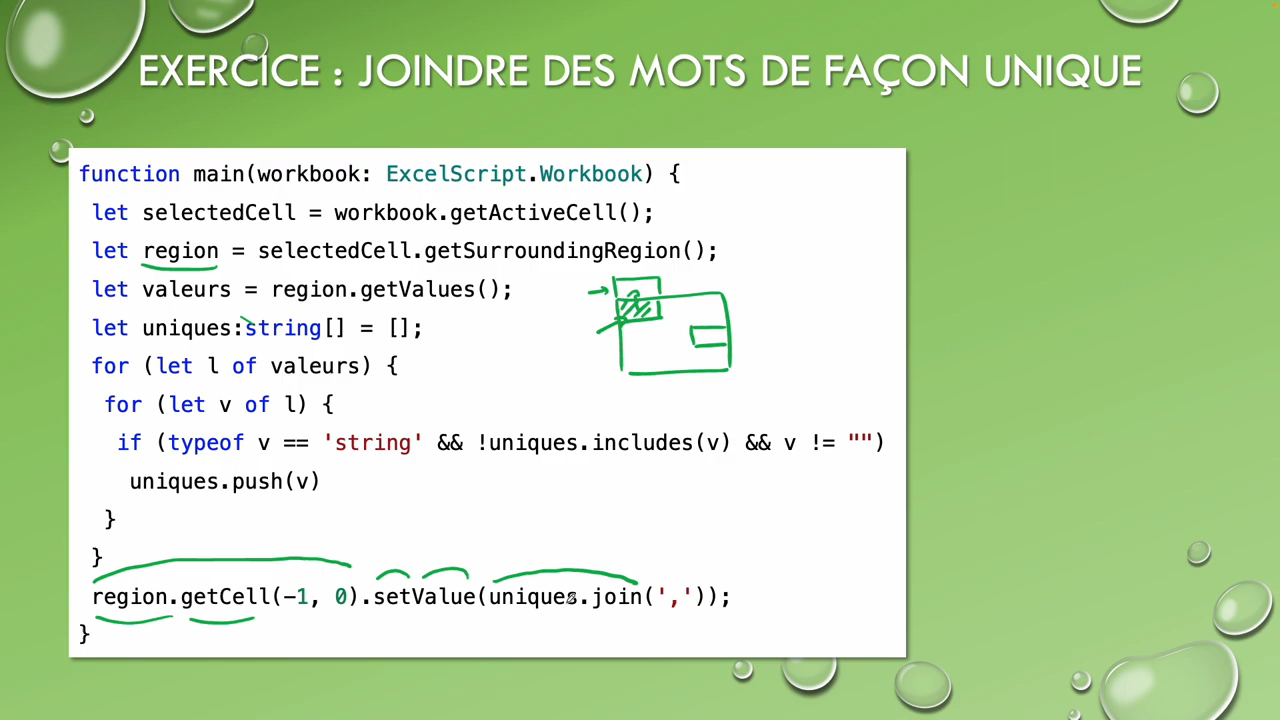 EXERCICE : JOINDRE DES MOTS DE FAÇON UNIQUE
function main(workbook: ExcelScript.Workbook) {
let selectedCell = workbook.getActiveCell();
let region = selectedCell.getSurroundingRegion();
let valeurs = region.getValues();
let uniques:string[] = [];
for (let l of valeurs) {
for (let v of l) {
if (typeof v == 'string' && !uniques.includes(v) && v != "")
uniques.push(v)
}
}
region.getCell(-1, 0).setValue(uniques.join(','));
}